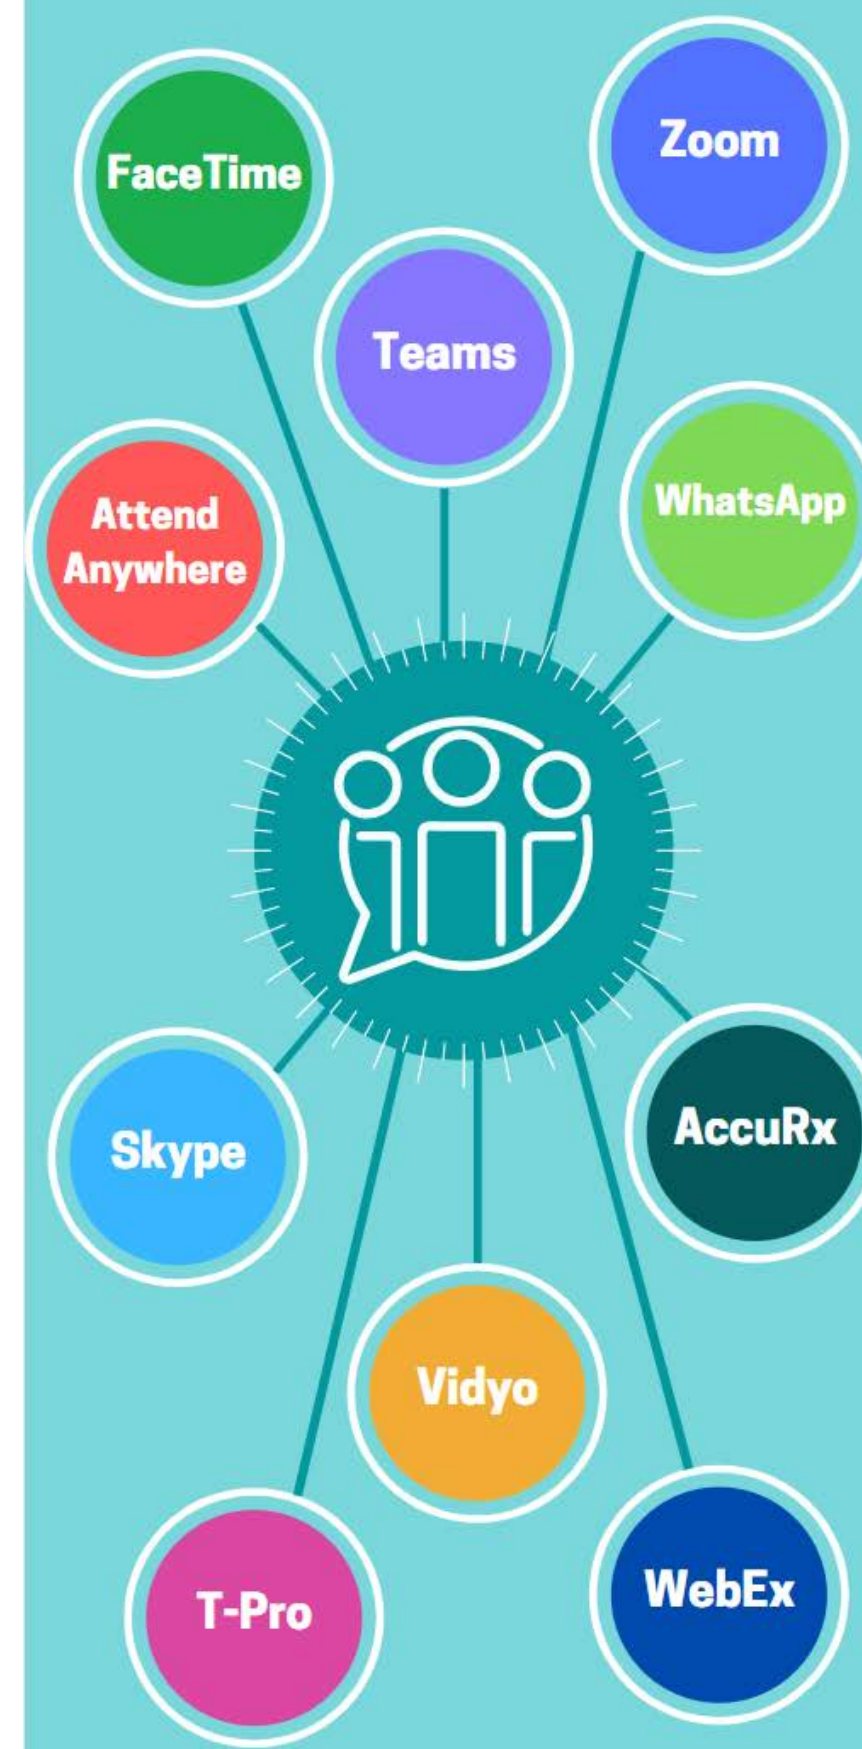 FaceTime
Zoom
Teams
Attend
Anywhere
WhatsApp
Skype
AccuRx
Vidyo
T-Pro
WebEx